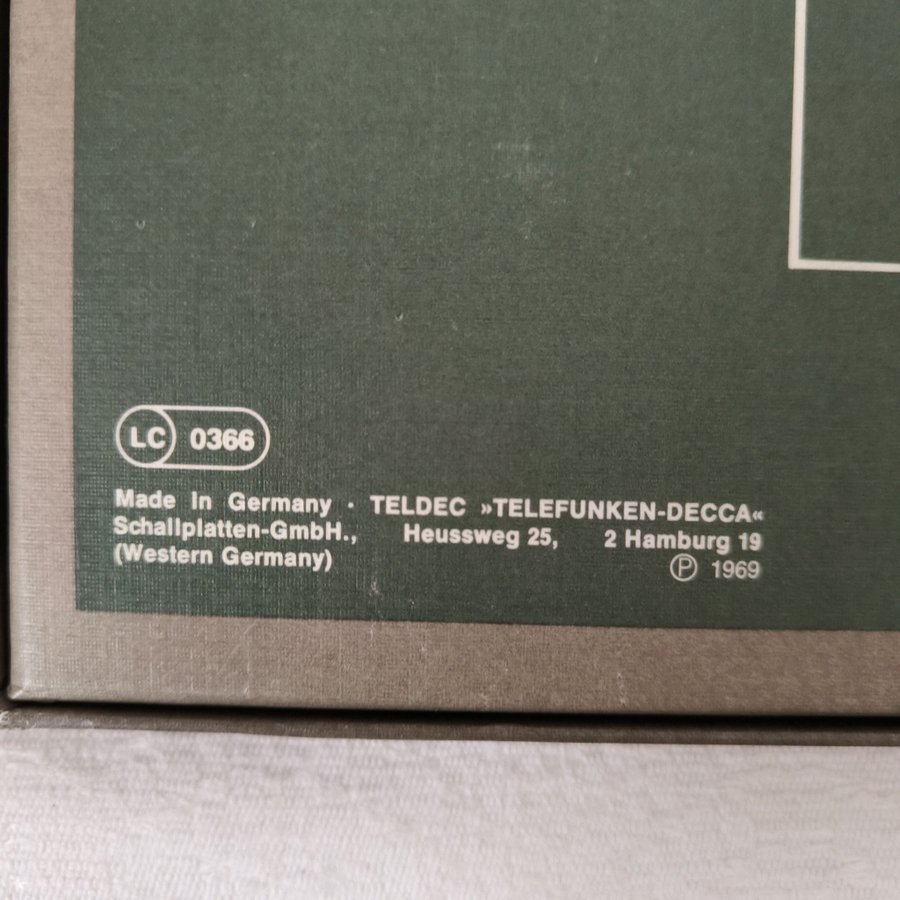 LC 0366
Made in Germany · TELDEC »TELEFUNKEN-DECCA«
Schallplatten-GmbH., Heussweg 25, 2 Hamburg 19
(Western Germany) Ⓟ 1969